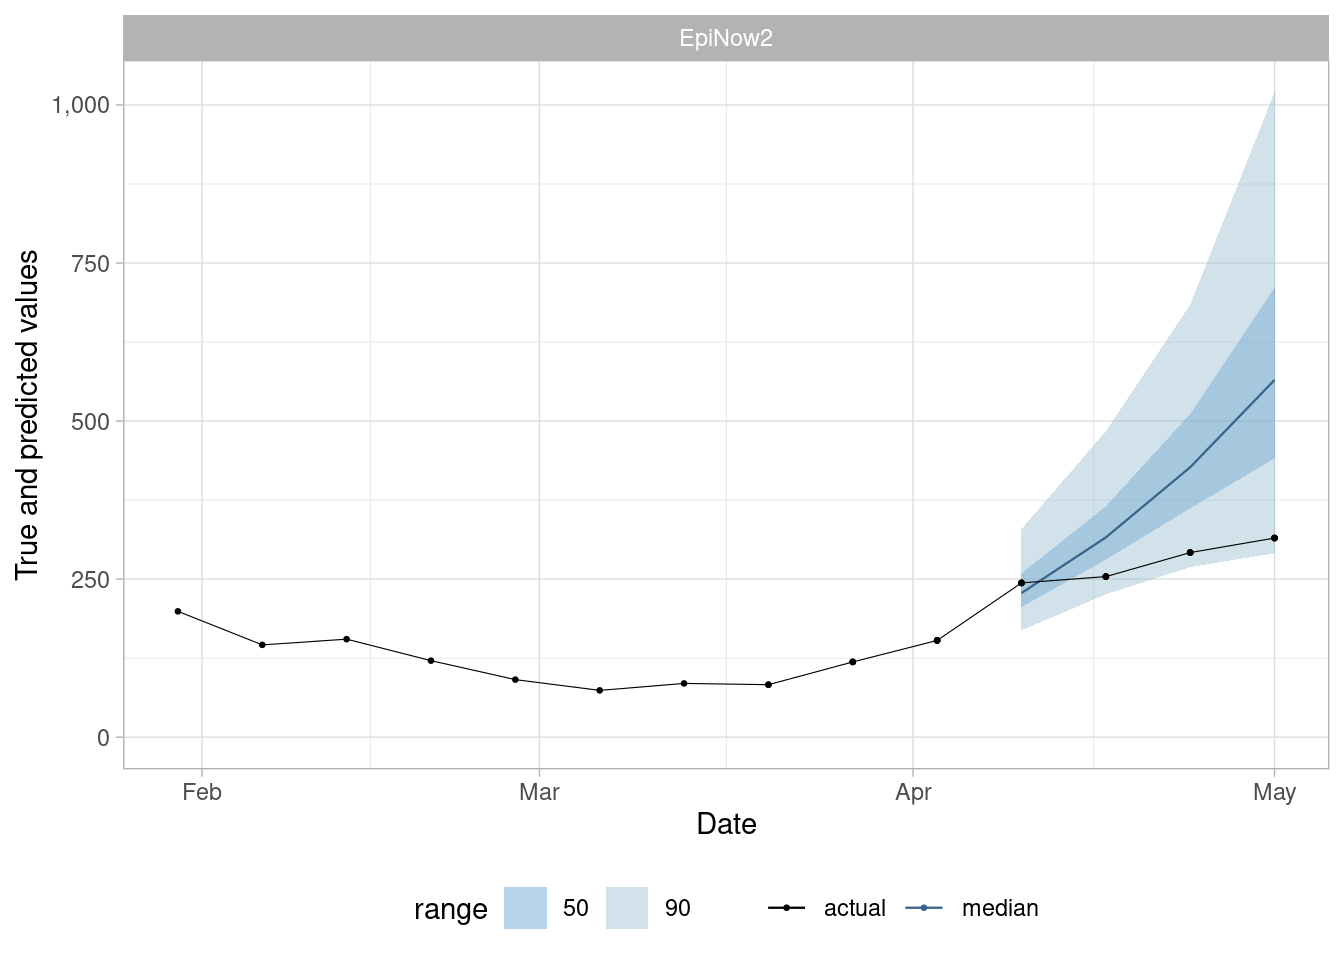 EpiNow2
True and predicted values
1,000
750
500
250
0
Feb Mar Apr May
Date
range 50 90 actual median